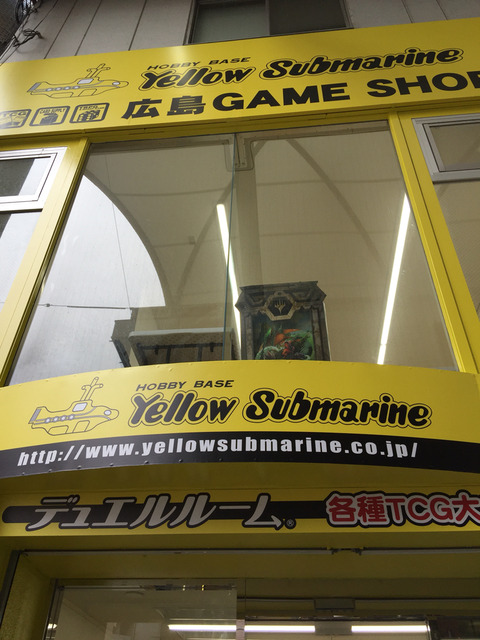 HOBBY BASE
Yellow Submarine
広島GAME SHOP
HOBBY BASE
Yellow Submarine
http://www.yellowsubmarine.co.jp/
デュエルルーム®
各種TCG大